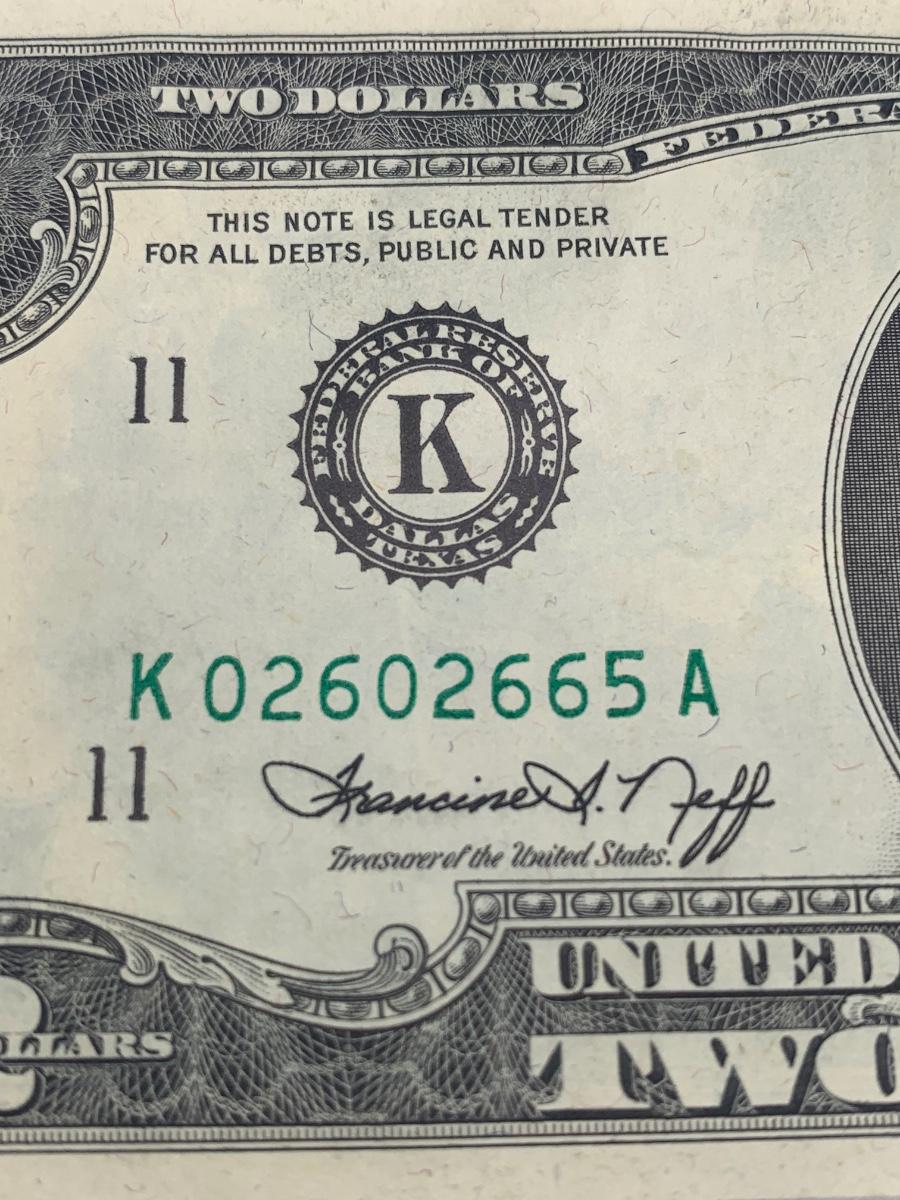 TWO DOLLARS
FEDERA
THIS NOTE IS LEGAL TENDER
FOR ALL DEBTS, PUBLIC AND PRIVATE
11
FEDERAL RESERVE
BANK OF
K
DALLAS
TEXAS
K 02602665 A
11
Francine I. Neff
Treasurer of the United States.
UNITED
LLARS
TWO